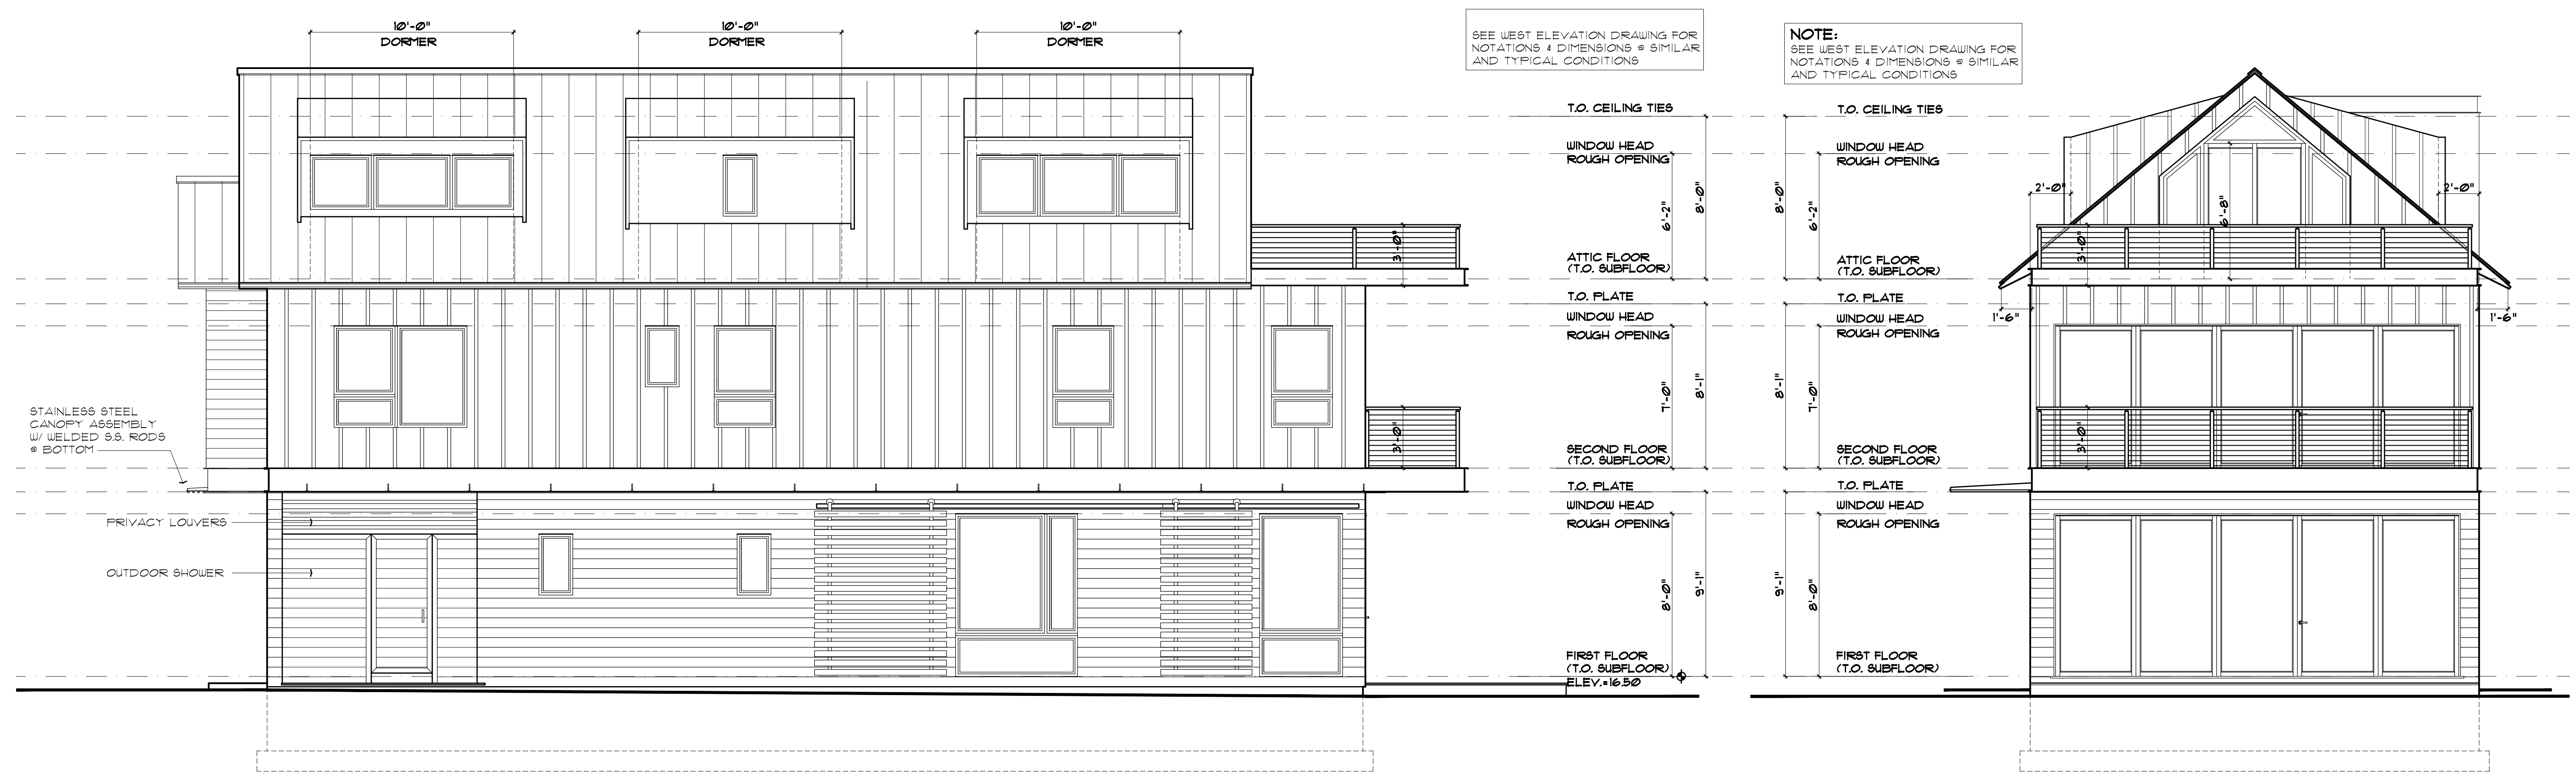 10'-0"
DORMER
10'-0"
DORMER
10'-0"
DORMER
SEE WEST ELEVATION DRAWING FOR
NOTATIONS & DIMENSIONS @ SIMILAR
AND TYPICAL CONDITIONS
NOTE:
SEE WEST ELEVATION DRAWING FOR
NOTATIONS & DIMENSIONS @ SIMILAR
AND TYPICAL CONDITIONS
T.O. CEILING TIES
WINDOW HEAD
ROUGH OPENING
6'-2"
8'-0"
3'-0"
ATTIC FLOOR
(T.O. SUBFLOOR)
T.O. PLATE
WINDOW HEAD
ROUGH OPENING
7'-0"
8'-1"
3'-0"
SECOND FLOOR
(T.O. SUBFLOOR)
T.O. PLATE
WINDOW HEAD
ROUGH OPENING
8'-0"
9'-1"
FIRST FLOOR
(T.O. SUBFLOOR)
ELEV.=16.50
STAINLESS STEEL
CANOPY ASSEMBLY
W/ WELDED S.S. RODS
@ BOTTOM
PRIVACY LOUVERS
OUTDOOR SHOWER
T.O. CEILING TIES
WINDOW HEAD
ROUGH OPENING
8'-0"
6'-2"
ATTIC FLOOR
(T.O. SUBFLOOR)
T.O. PLATE
WINDOW HEAD
ROUGH OPENING
8'-1"
7'-0"
SECOND FLOOR
(T.O. SUBFLOOR)
T.O. PLATE
WINDOW HEAD
ROUGH OPENING
9'-1"
8'-0"
FIRST FLOOR
(T.O. SUBFLOOR)
2'-0"
2'-0"
6'-8"
3'-0"
1'-6"
1'-6"
3'-0"